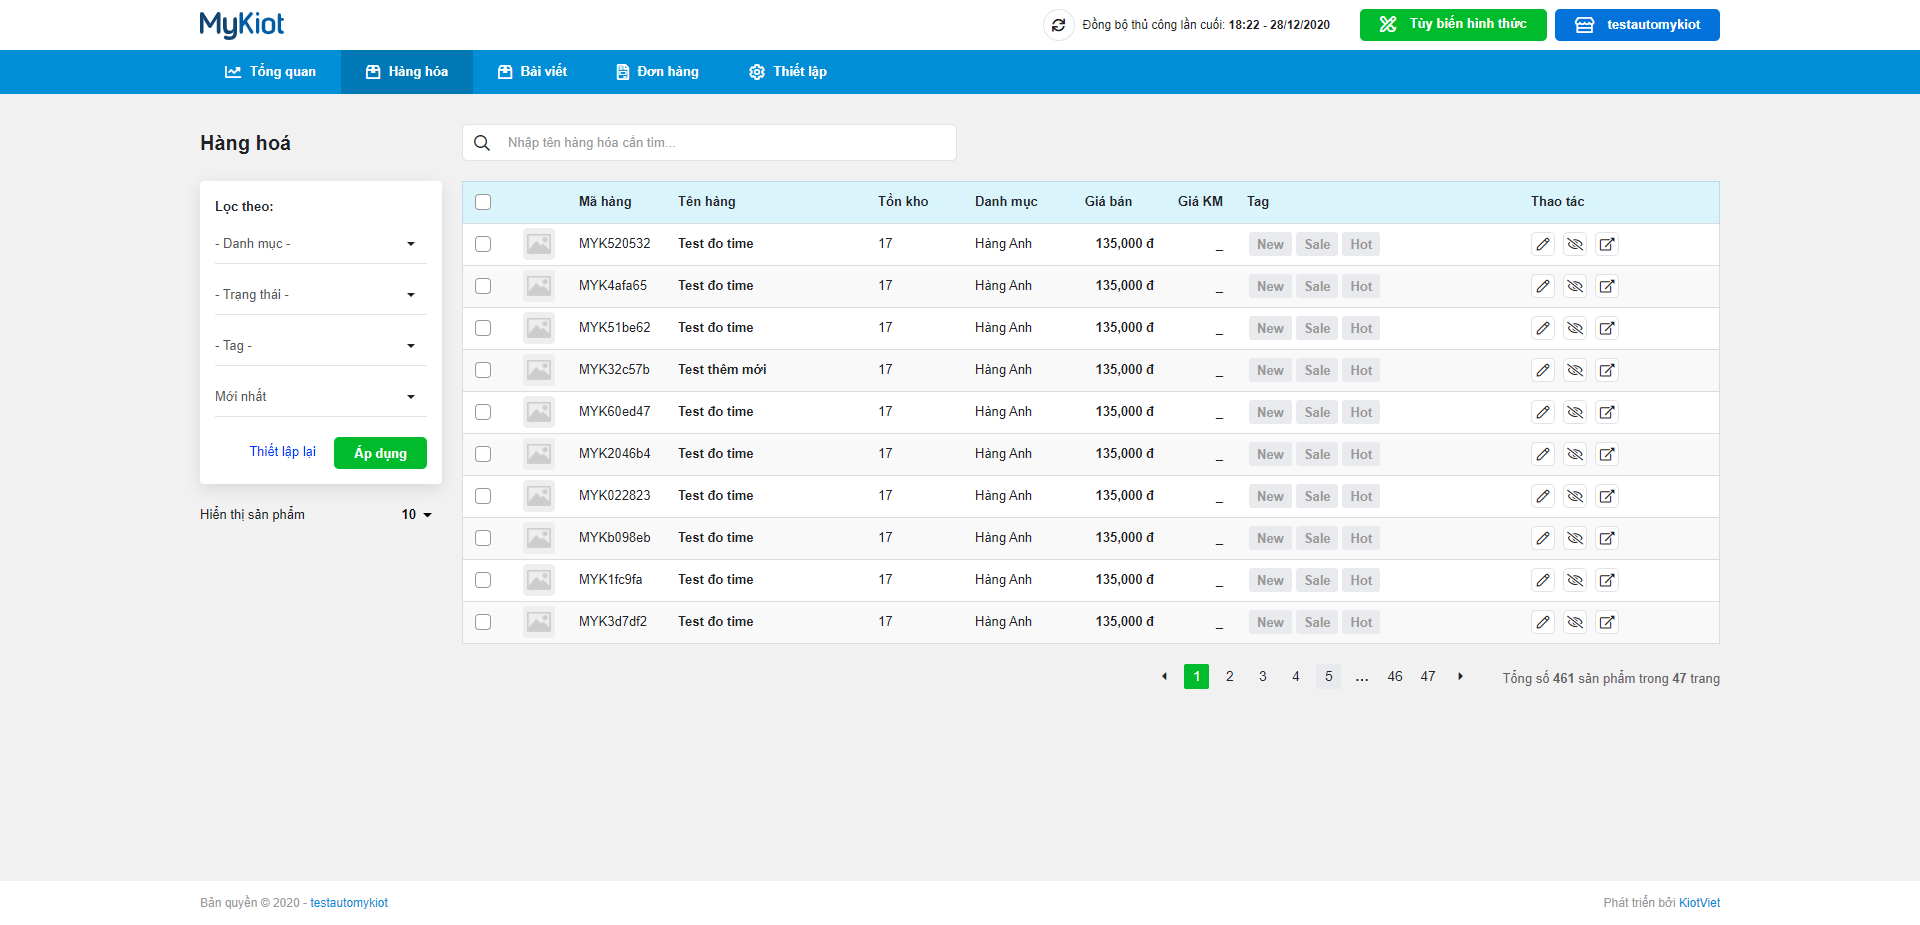 MyKiot
Đồng bộ thủ công lần cuối: 18:22 - 28/12/2020
Tùy biến hình thức
testautomykiot
Tổng quan
Hàng hóa
Bài viết
Đơn hàng
Thiết lập
Hàng hoá
Nhập tên hàng hóa cần tìm...
Lọc theo:
- Danh mục -
- Trạng thái -
- Tag -
Mới nhất
Thiết lập lại
Áp dụng
Hiển thị sản phẩm 10
Mã hàng Tên hàng Tồn kho Danh mục Giá bán Giá KM Tag Thao tác
MYK520532 Test đo time 17 Hàng Anh 135,000 đ _ New Sale Hot
MYK4afa65 Test đo time 17 Hàng Anh 135,000 đ _ New Sale Hot
MYK51be62 Test đo time 17 Hàng Anh 135,000 đ _ New Sale Hot
MYK32c57b Test thêm mới 17 Hàng Anh 135,000 đ _ New Sale Hot
MYK60ed47 Test đo time 17 Hàng Anh 135,000 đ _ New Sale Hot
MYK2046b4 Test đo time 17 Hàng Anh 135,000 đ _ New Sale Hot
MYK022823 Test đo time 17 Hàng Anh 135,000 đ _ New Sale Hot
MYKb098eb Test đo time 17 Hàng Anh 135,000 đ _ New Sale Hot
MYK1fc9fa Test đo time 17 Hàng Anh 135,000 đ _ New Sale Hot
MYK3d7df2 Test đo time 17 Hàng Anh 135,000 đ _ New Sale Hot
1 2 3 4 5 ... 46 47
Tổng số 461 sản phẩm trong 47 trang
Bản quyền © 2020 - testautomykiot
Phát triển bởi KiotViet